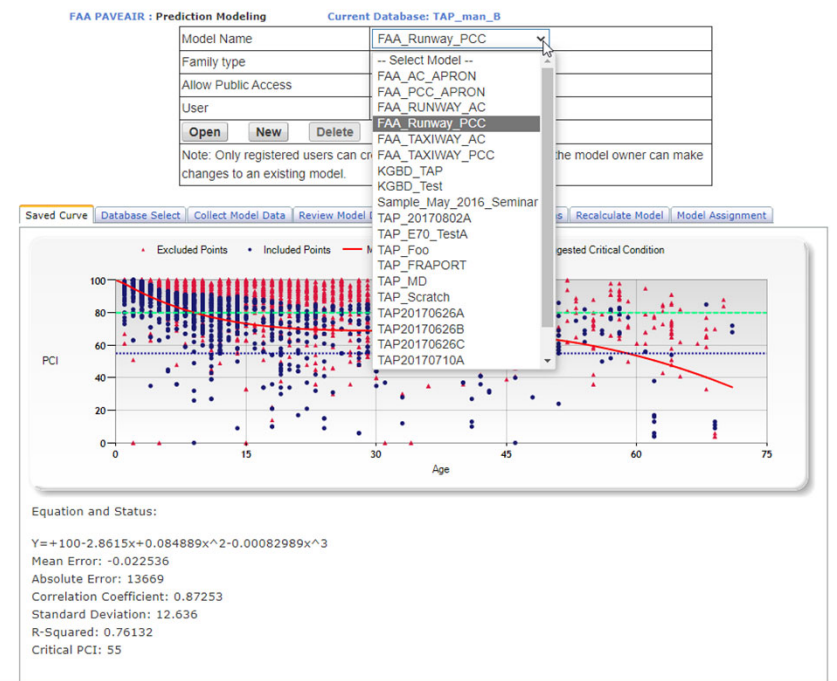 FAA PAVEAIR : Prediction Modeling Current Database: TAP_man_B
Model Name FAA_Runway_PCC
Family type
Allow Public Access
User
-- Select Model --
FAA_AC_APRON
FAA_PCC_APRON
FAA_RUNWAY_AC
FAA_Runway_PCC
FAA_TAXIWAY_AC
FAA_TAXIWAY_PCC
KGBD_TAP
KGBD_Test
Sample_May_2016_Seminar
TAP_20170802A
TAP_E70_TestA
TAP_Foo
TAP_FRAPORT
TAP_MD
TAP_Scratch
TAP20170626A
TAP20170626B
TAP20170626C
TAP20170710A
Open New Delete
Note: Only registered users can the model owner can make
changes to an existing model.
Saved Curve Database Select Collect Model Data Review Model Recalculate Model Model Assignment
Excluded Points Included Points Critical Condition
100
80
60
40
20
0
PCI
0 15 30 45 60 75
Age
Equation and Status:
Y=+100-2.8615x+0.084889x^2-0.00082989x^3
Mean Error: -0.022536
Absolute Error: 13669
Correlation Coefficient: 0.87253
Standard Deviation: 12.636
R-Squared: 0.76132
Critical PCI: 55